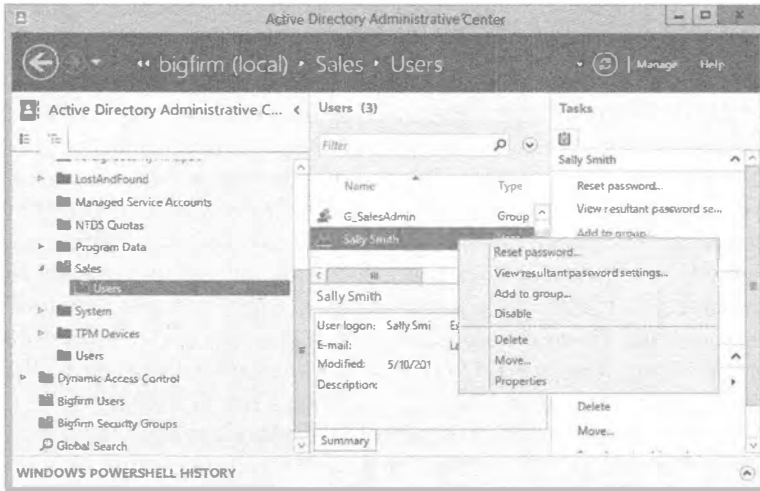 Active Directory Administrative Center
bigfirm (local) • Sales • Users
Manage Help
Active Directory Administrative C...
LostAndFound
Managed Service Accounts
NTDS Quotas
Program Data
Sales
Users
System
TPM Devices
Users
Dynamic Access Control
Bigfirm Users
Bigfirm Security Groups
Global Search
Users (3)
Filter
Name Type
G_SalesAdmin Group
Sally Smith
Sally Smith
User logon: Sally Smi
E-mail:
Modified: 5/10/201
Description:
Summary
Reset password...
View resultant password settings...
Add to group...
Disable
Delete
Move...
Properties
Tasks
Sally Smith
Reset password...
View resultant password se...
Add to group...
Delete
Move...
WINDOWS POWERSHELL HISTORY